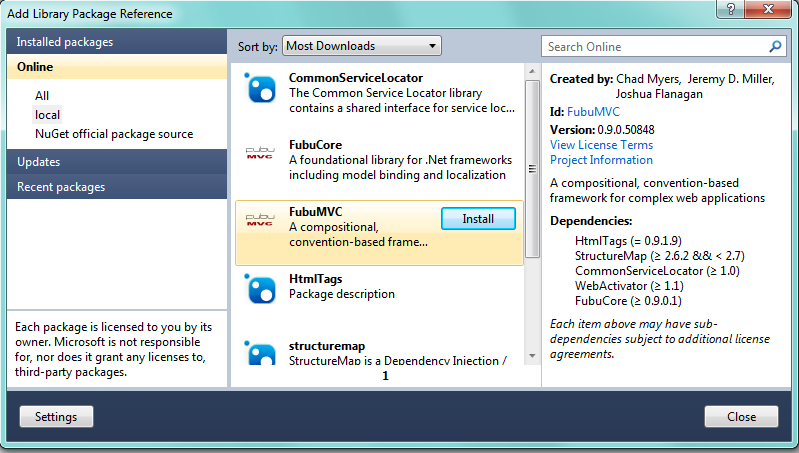 Add Library Package Reference
Installed packages
Online
All
local
NuGet official package source
Updates
Recent packages
Each package is licensed to you by its
owner. Microsoft is not responsible
for, nor does it grant any licenses to,
third-party packages.
Sort by: Most Downloads
CommonServiceLocator
The Common Service Locator library
contains a shared interface for service loc...
FUBU
MVC
FubuCore
A foundational library for .Net frameworks
including model binding and localization
FUBU
MVC
FubuMVC
A compositional,
convention-based frame...
Install
HtmlTags
Package description
structuremap
StructureMap is a Dependency Injection /
1
Search Online
Created by: Chad Myers, Jeremy D. Miller,
Joshua Flanagan
Id: FubuMVC
Version: 0.9.0.50848
View License Terms
Project Information
A compositional, convention-based
framework for complex web applications
Dependencies:
HtmlTags (= 0.9.1.9)
StructureMap (≥ 2.6.2 && < 2.7)
CommonServiceLocator (≥ 1.0)
WebActivator (≥ 1.1)
FubuCore (≥ 0.9.0.1)
Each item above may have sub-
dependencies subject to additional license
agreements.
Settings
Close